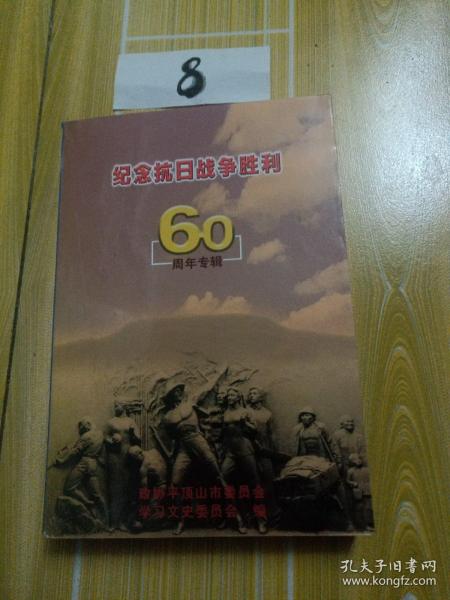 8
纪念抗日战争胜利
60
周年专辑
政协平顶山市委员会
学习文史委员会 编
孔夫子旧书网
www.kongfz.com